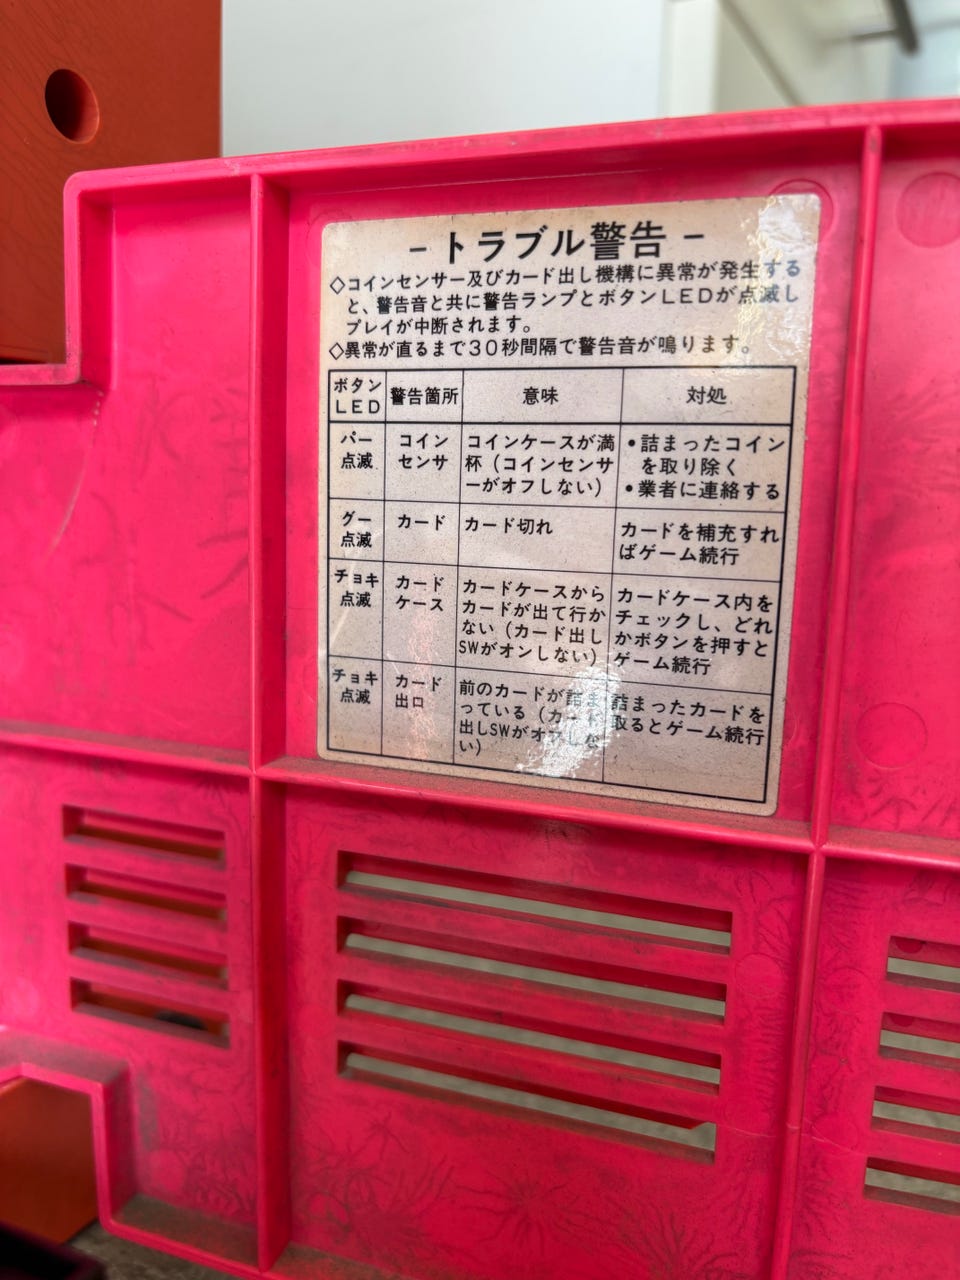 -トラブル警告-
◇コインセンサー及びカード出し機構に異常が発生する
と、警告音と共に警告ランプとボタンLEDが点滅し
プレイが中断されます。
◇異常が直るまで30秒間隔で警告音が鳴ります。
ボタン
LED
警告箇所
意味
対処
パー
点滅
コイン
センサ
コインケースが満
杯(コインセンサ
ーがオフしない)
•詰まったコイン
を取り除く
•業者に連絡する
グー
点滅
カード
カード切れ
カードを補充すれ
ばゲーム続行
チョキ
点滅
カード
ケース
カードケースから
カードが出て行か
ない(カード出し
SWがオンしない)
カードケース内を
チェックし、どれ
かボタンを押すと
ゲーム続行
チョキ
点滅
カード
出口
前のカードが詰ま
っている(カード
出しSWがオフしな
い)
詰まったカードを
取るとゲーム続行